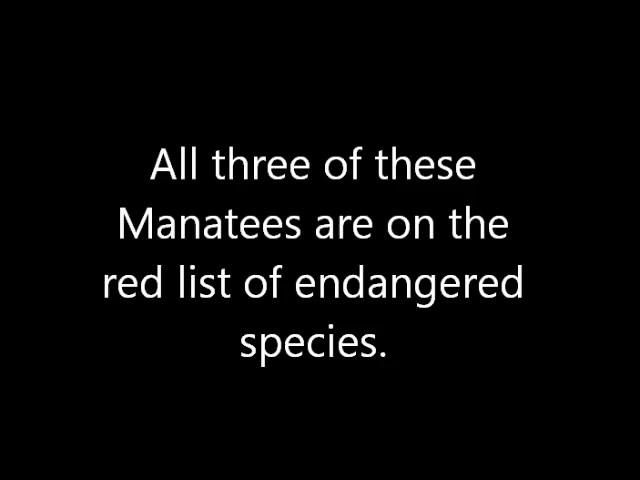 All three of these
Manatees are on the
red list of endangered
species.